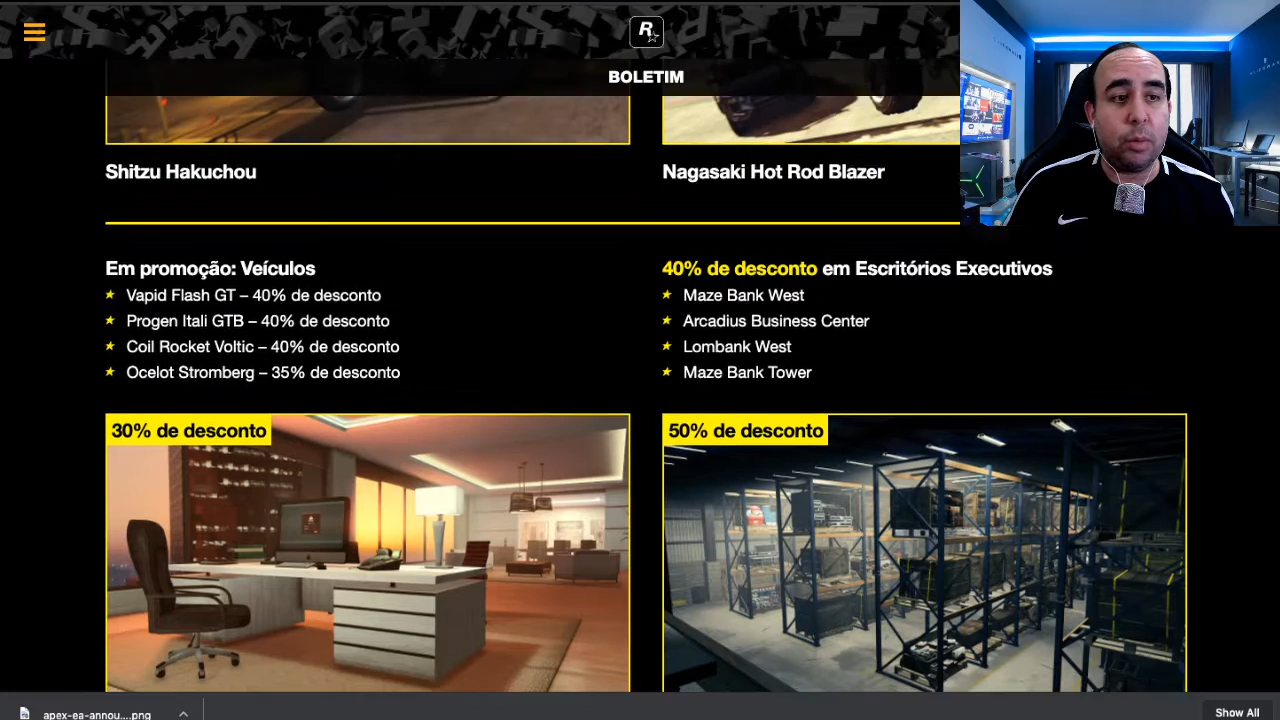 R
BOLETIM
Shitzu Hakuchou
Nagasaki Hot Rod Blazer
Em promoção: Veículos
Vapid Flash GT – 40% de desconto
Progen Itali GTB – 40% de desconto
Coil Rocket Voltic – 40% de desconto
Ocelot Stromberg – 35% de desconto
40% de desconto em Escritórios Executivos
Maze Bank West
Arcadius Business Center
Lombank West
Maze Bank Tower
30% de desconto
50% de desconto
apex-ea-annou....png
Show All